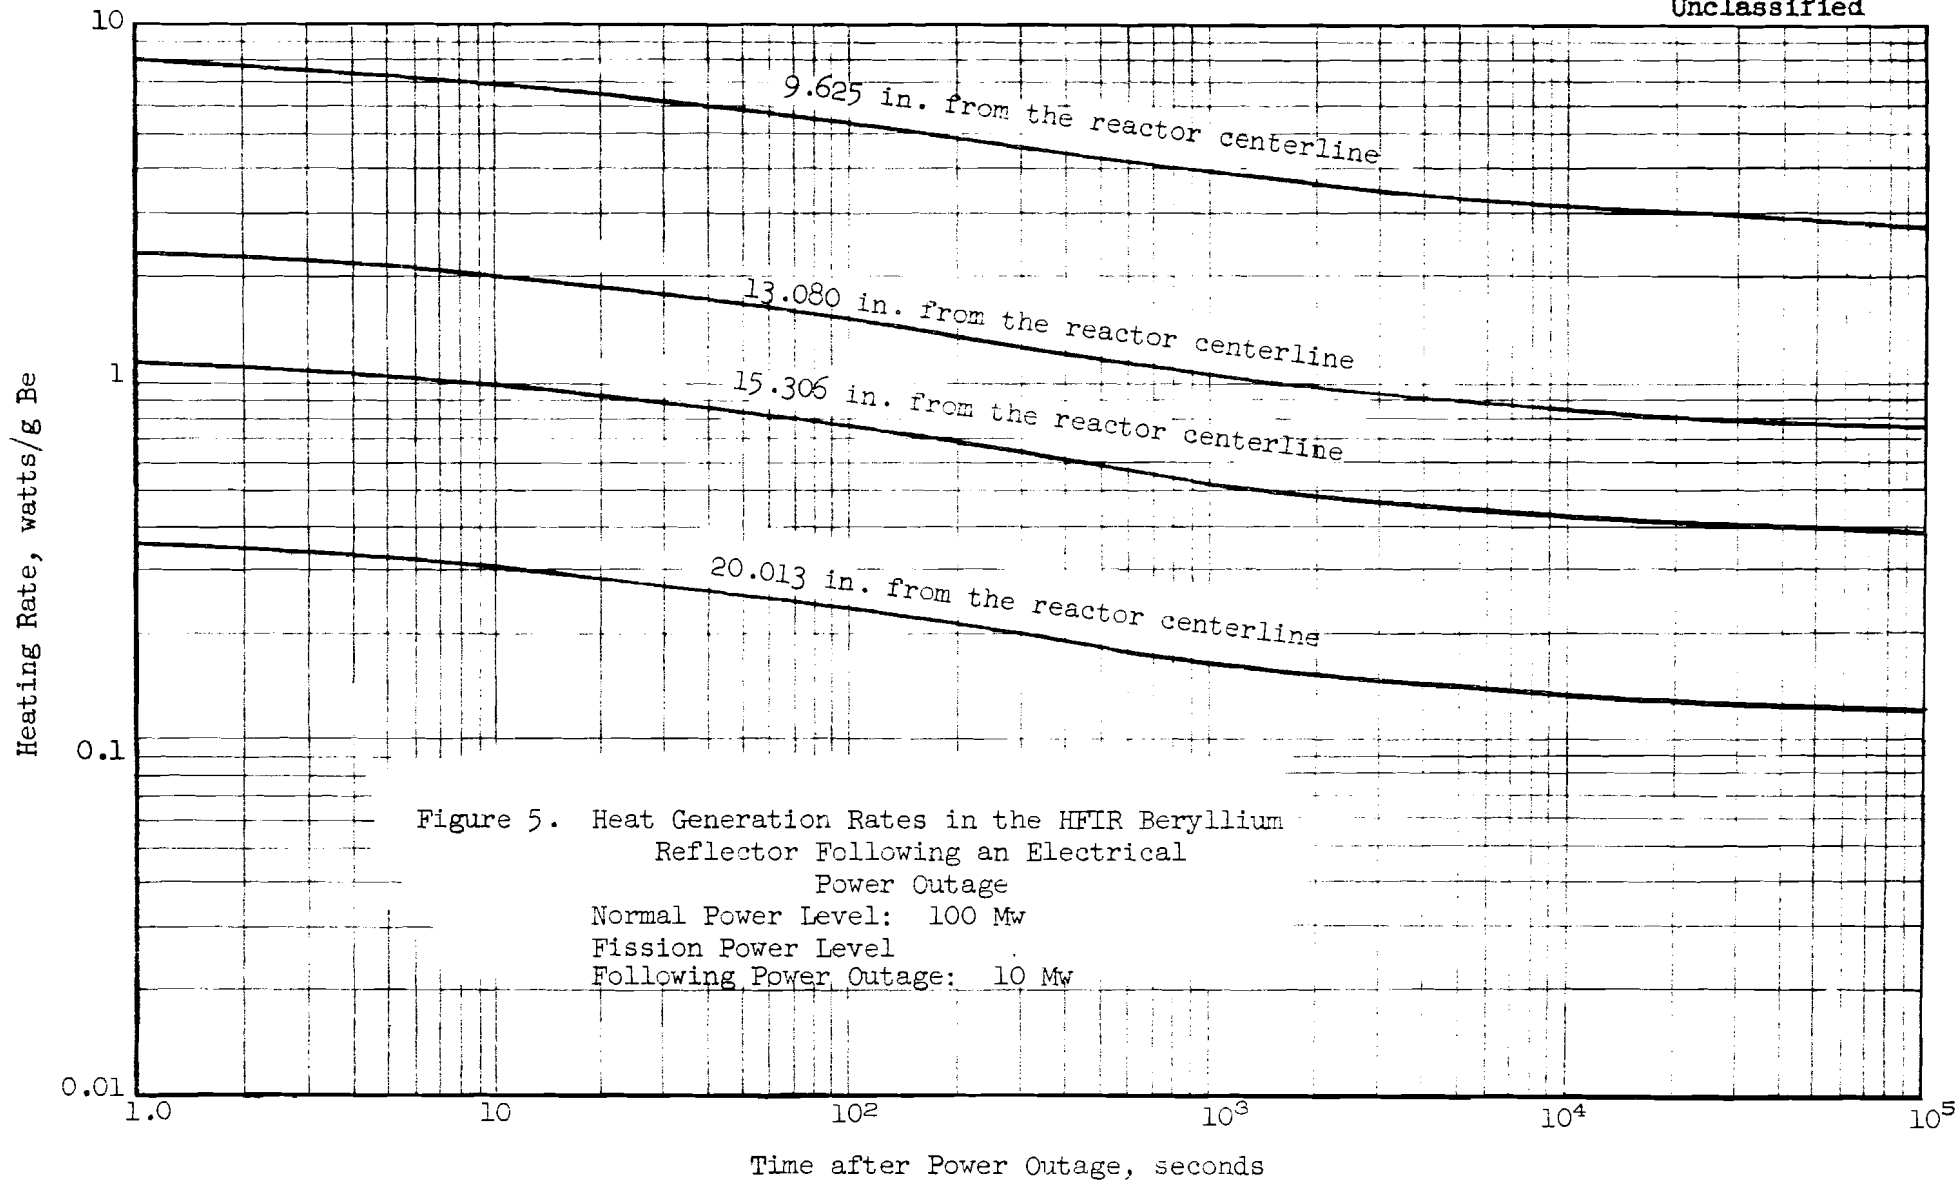 Unclassified
10
1
0.1
0.01
Heating Rate, watts/g Be
9.625 in. from the reactor centerline
13.080 in. from the reactor centerline
15.306 in. from the reactor centerline
20.013 in. from the reactor centerline
Figure 5. Heat Generation Rates in the HFIR Beryllium
Reflector Following an Electrical
Power Outage
Normal Power Level: 100 Mw
Fission Power Level
Following Power Outage: 10 Mw
1.0 10 10² 10³ 10⁴ 10⁵
Time after Power Outage, seconds